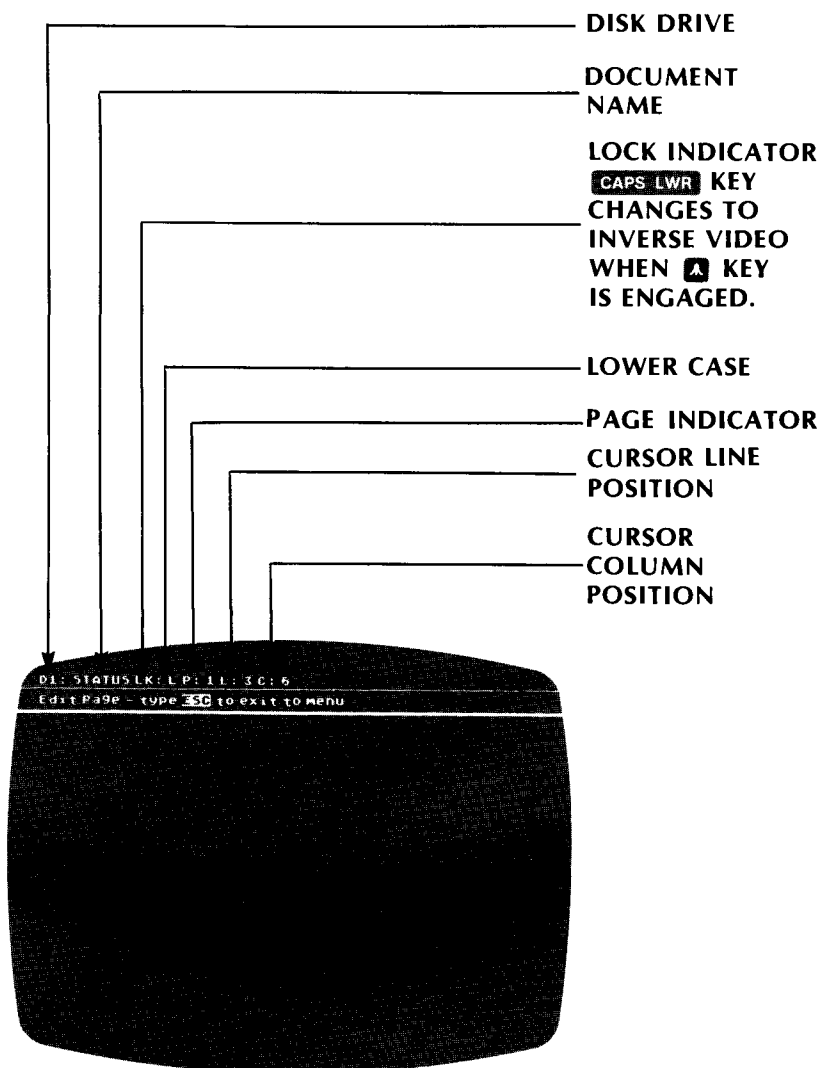 DISK DRIVE
DOCUMENT
NAME
LOCK INDICATOR
CAPS LWR KEY
CHANGES TO
INVERSE VIDEO
WHEN KEY
IS ENGAGED.
LOWER CASE
PAGE INDICATOR
CURSOR LINE
POSITION
CURSOR
COLUMN
POSITION
D1: STATUS LK: L P: 1 L: 3 C: 6
Edit Page - type ESC to exit to menu